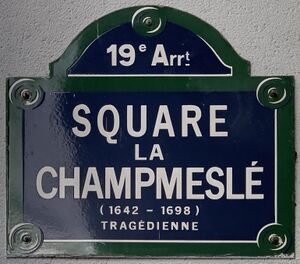 19e Arrt
SQUARE
LA
CHAMPMESLÉ
(1642 - 1698)
TRAGÉDIENNE